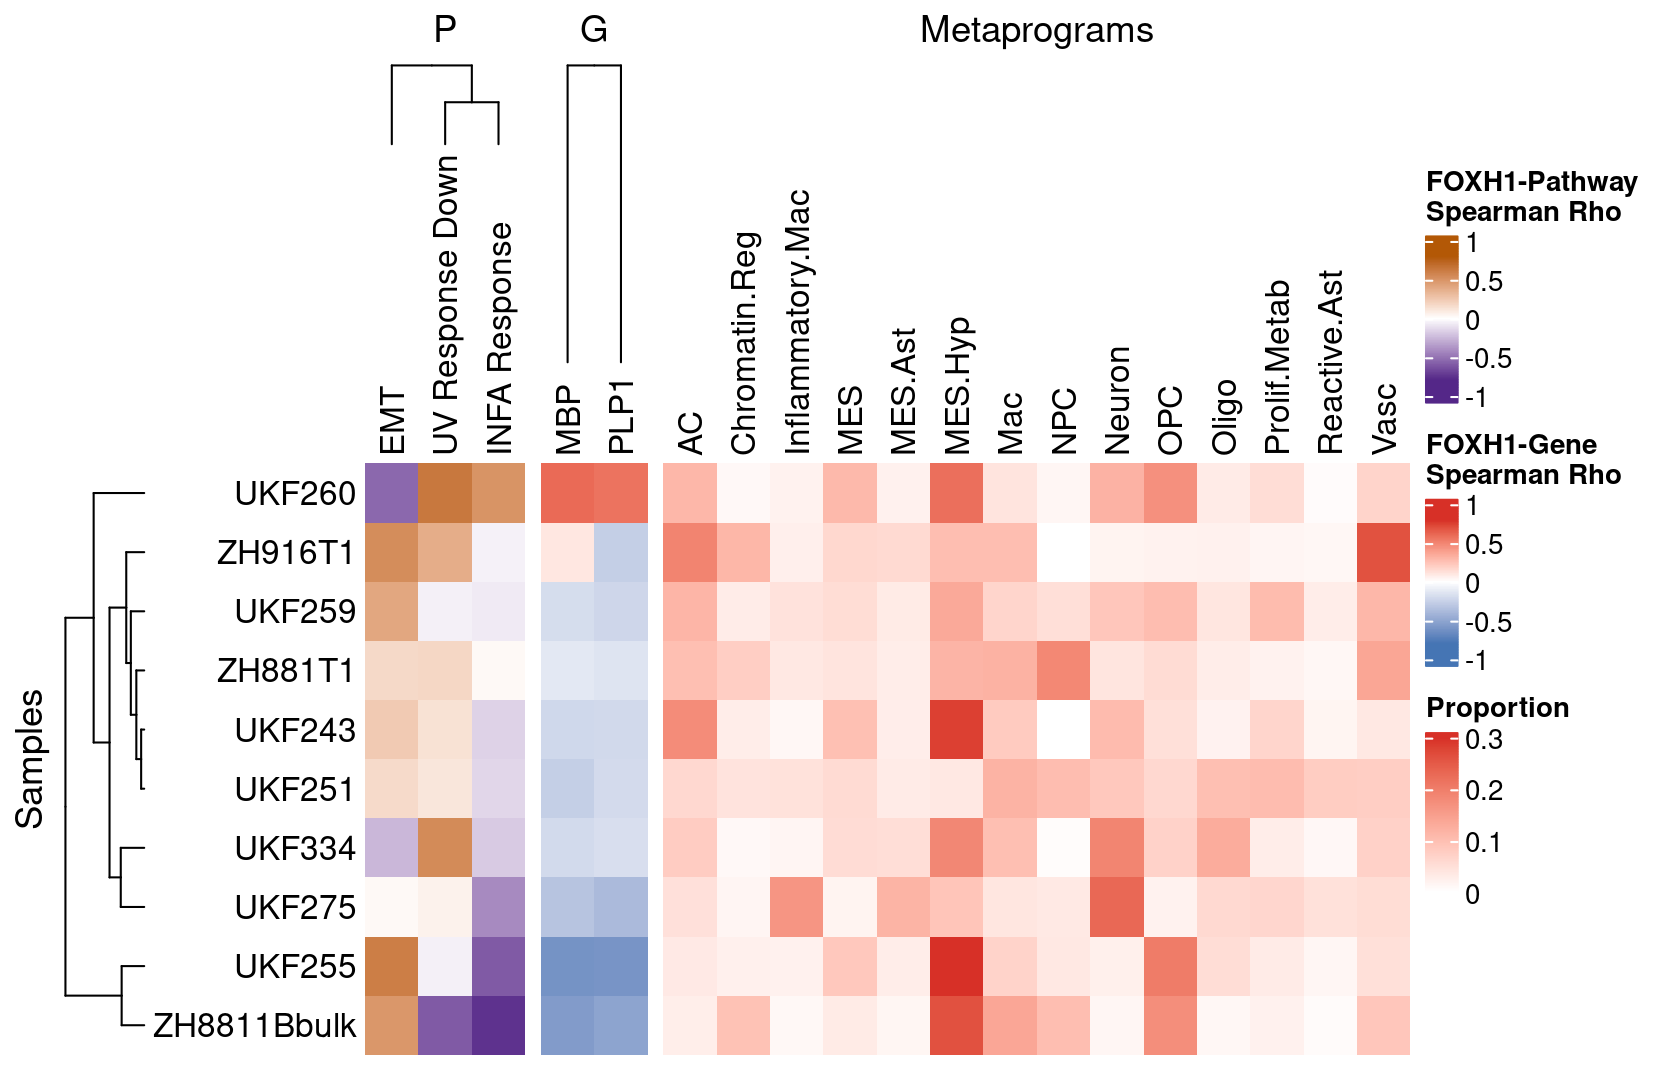 P
G
Metaprograms
EMT
UV Response Down
INFA Response
MBP
PLP1
AC
Chromatin.Reg
Inflammatory.Mac
MES
MES.Ast
MES.Hyp
Mac
NPC
Neuron
OPC
Oligo
Prolif.Metab
Reactive.Ast
Vasc
Samples
UKF260
ZH916T1
UKF259
ZH881T1
UKF243
UKF251
UKF334
UKF275
UKF255
ZH8811Bbulk
FOXH1-Pathway
Spearman Rho
1
0.5
0
-0.5
-1
FOXH1-Gene
Spearman Rho
1
0.5
0
-0.5
-1
Proportion
0.3
0.2
0.1
0